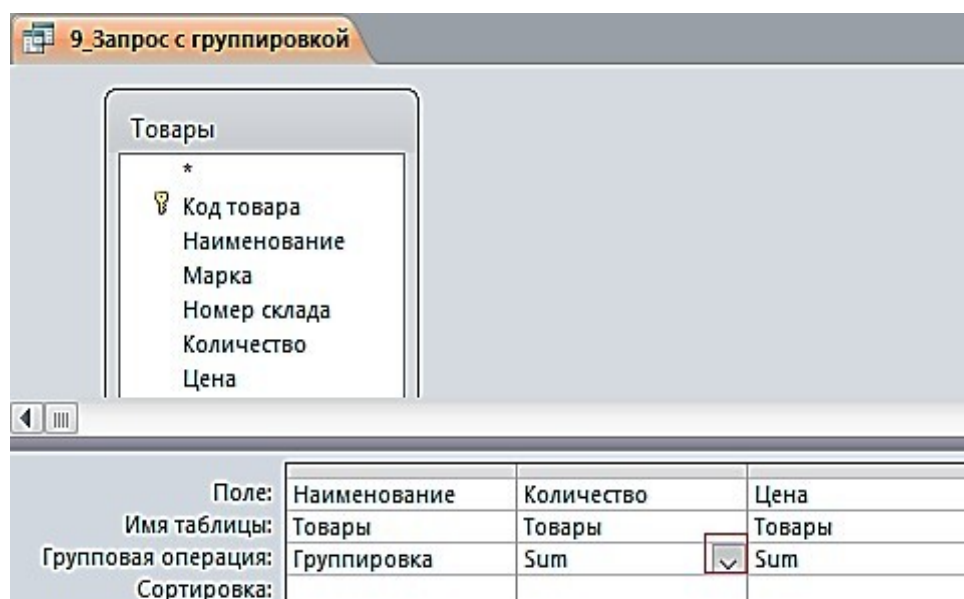 9_Запрос с группировкой
Товары
*
Код товара
Наименование
Марка
Номер склада
Количество
Цена
Поле: Наименование Количество Цена
Имя таблицы: Товары Товары Товары
Групповая операция: Группировка Sum Sum
Сортировка: